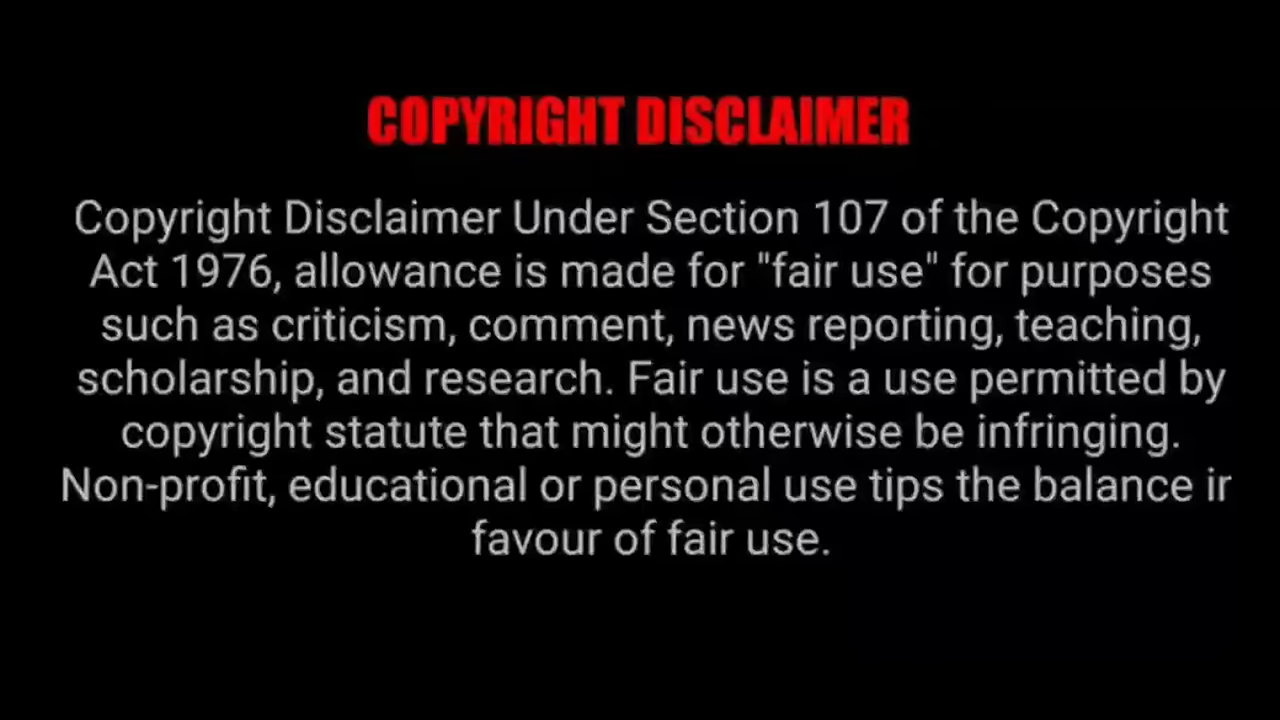 COPYRIGHT DISCLAIMER
Copyright Disclaimer Under Section 107 of the Copyright
Act 1976, allowance is made for "fair use" for purposes
such as criticism, comment, news reporting, teaching,
scholarship, and research. Fair use is a use permitted by
copyright statute that might otherwise be infringing.
Non-profit, educational or personal use tips the balance ir
favour of fair use.